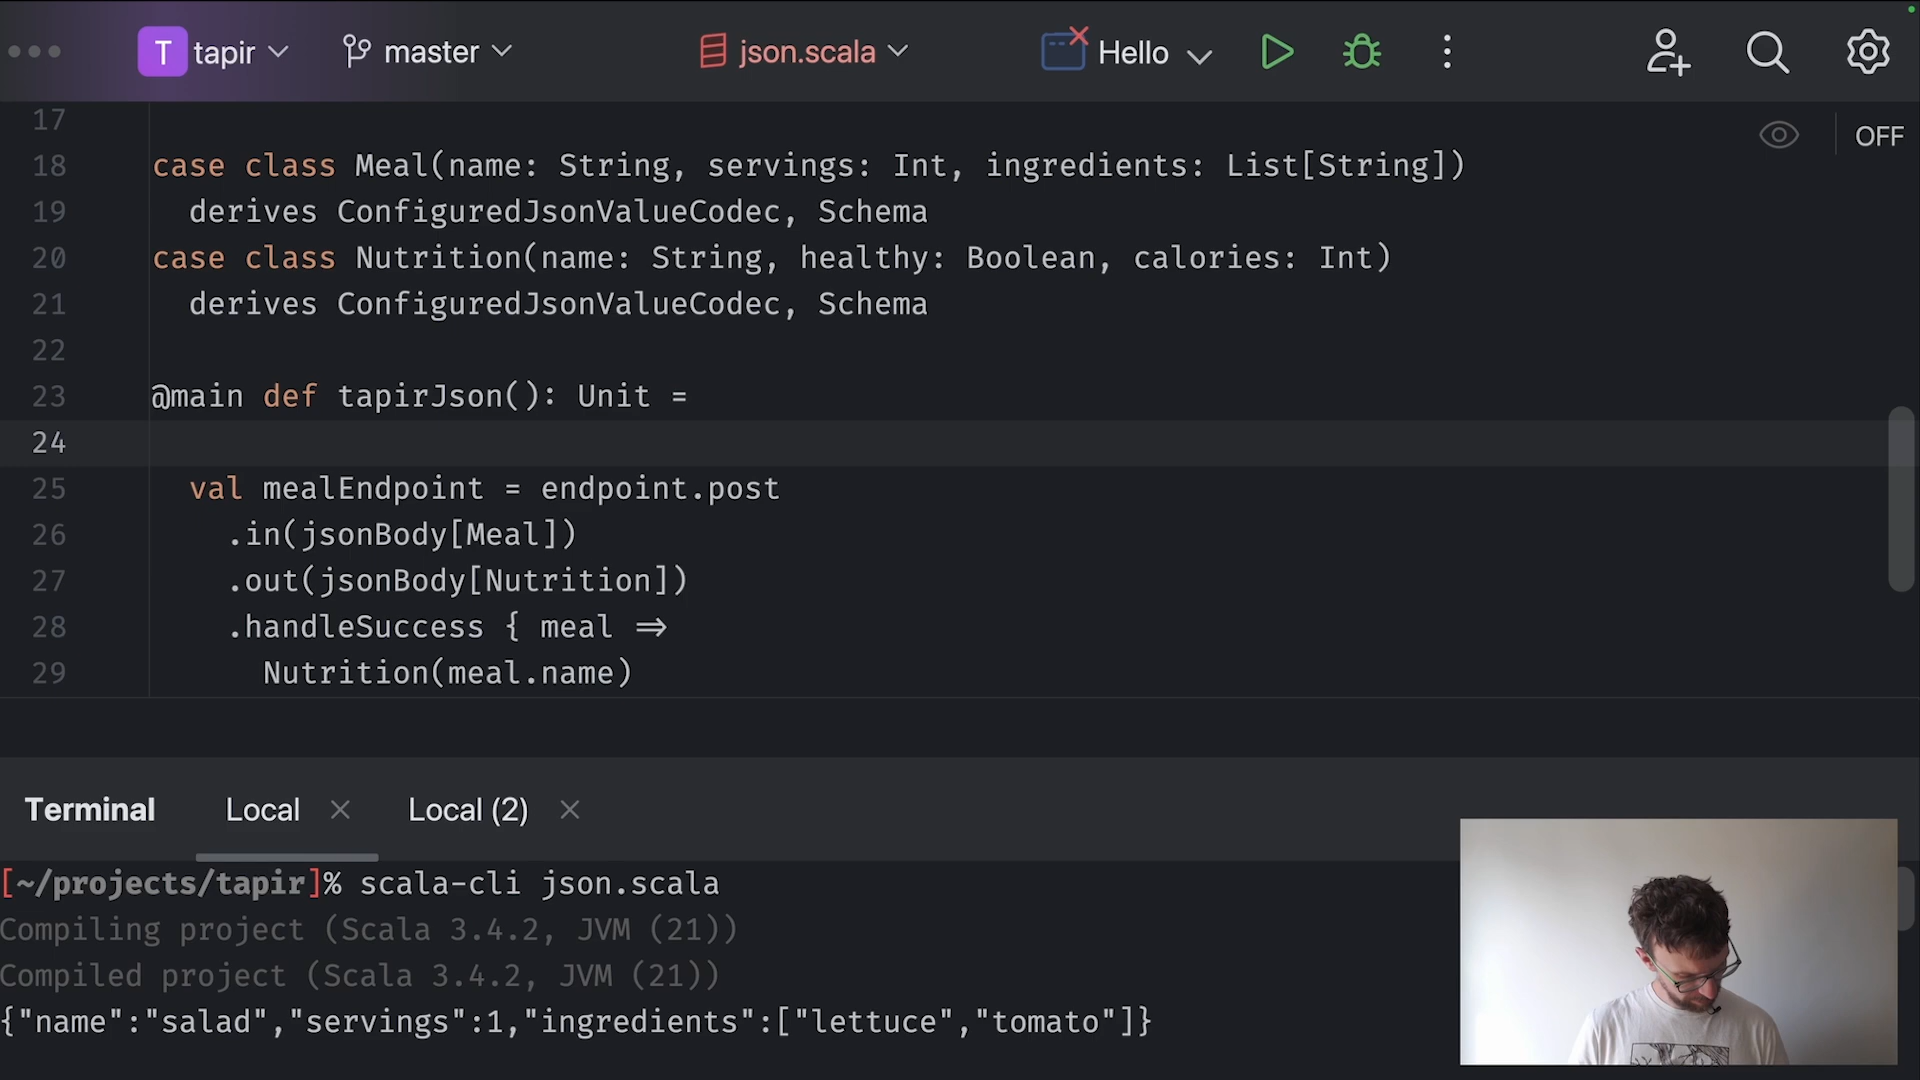 T tapir
master
json.scala
Hello
OFF
17
18 case class Meal(name: String, servings: Int, ingredients: List[String])
19 derives ConfiguredJsonValueCodec, Schema
20 case class Nutrition(name: String, healthy: Boolean, calories: Int)
21 derives ConfiguredJsonValueCodec, Schema
22
23 @main def tapirJson(): Unit =
24
25 val mealEndpoint = endpoint.post
26 .in(jsonBody[Meal])
27 .out(jsonBody[Nutrition])
28 .handleSuccess { meal =>
29 Nutrition(meal.name)
Terminal
Local
Local (2)
[~/projects/tapir]% scala-cli json.scala
Compiling project (Scala 3.4.2, JVM (21))
Compiled project (Scala 3.4.2, JVM (21))
{"name":"salad","servings":1,"ingredients":["lettuce","tomato"]}